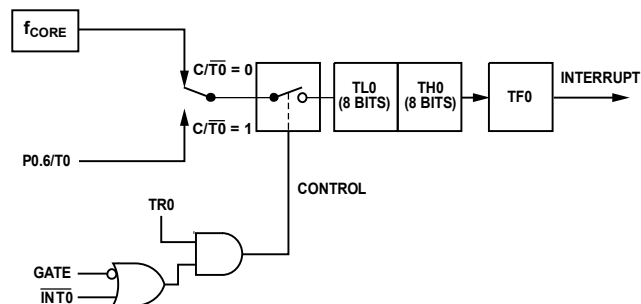 fCORE
C/T0 = 0
C/T0 = 1
P0.6/T0
TL0
(8 BITS)
TH0
(8 BITS)
TF0
INTERRUPT
CONTROL
TR0
GATE
INT0